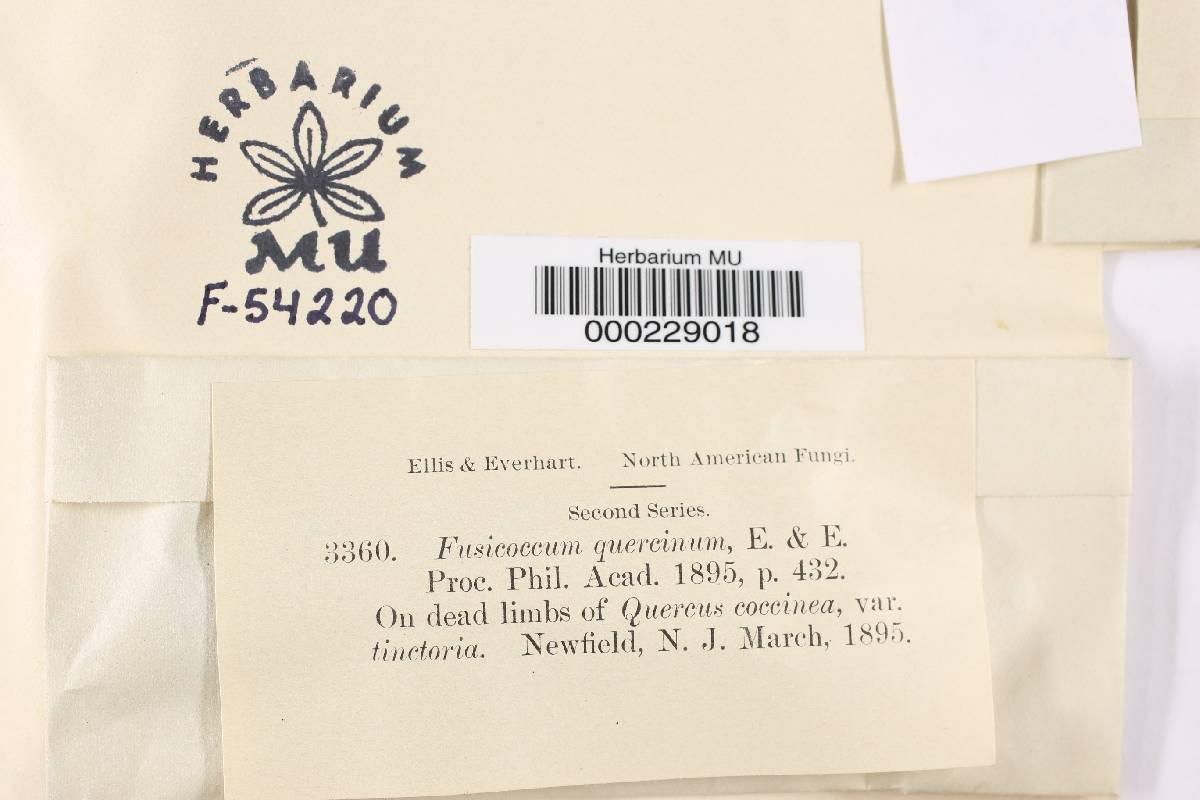 HERBARIUM
MU
F-54220
Herbarium MU
000229018
Ellis & Everhart. North American Fungi.
Second Series.
3360. Fusicoccum quercinum, E. & E.
Proc. Phil. Acad. 1895, p. 432.
On dead limbs of Quercus coccinea, var.
tinctoria. Newfield, N. J. March, 1895.